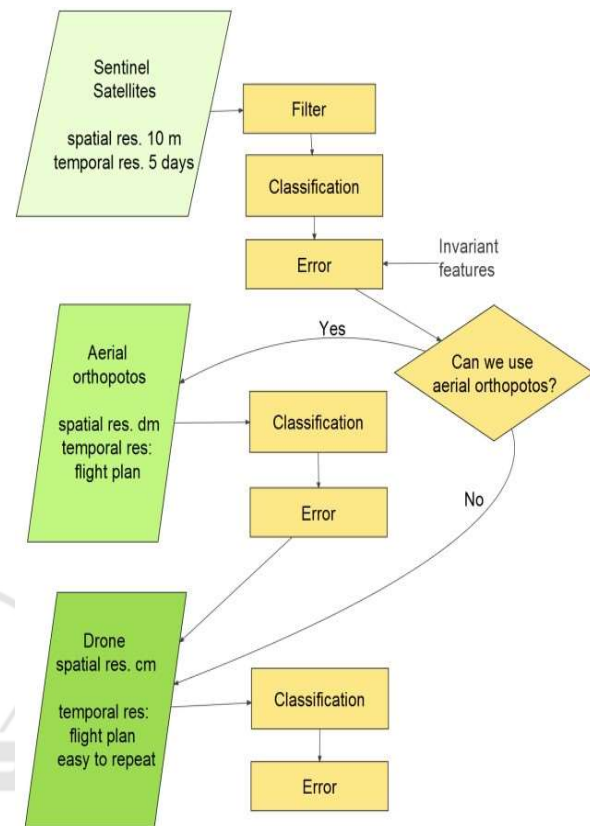 Sentinel
Satellites
spatial res. 10 m
temporal res. 5 days
Filter
Classification
Error
Invariant
features
Can we use
aerial orthopotos?
Yes
No
Aerial
orthopotos
spatial res. dm
temporal res:
flight plan
Classification
Error
Drone
spatial res. cm
temporal res:
flight plan
easy to repeat
Classification
Error